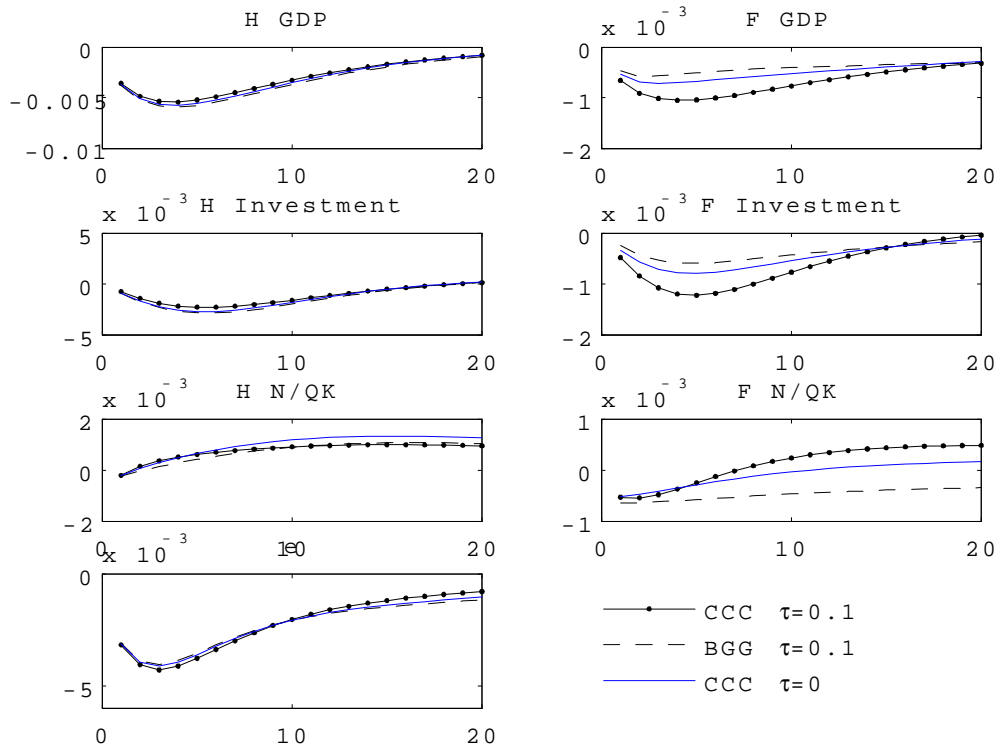 H GDP
0
-0.005
-0.01
0 10 20
x 10⁻³
F GDP
0
-1
-2
0 10 20
x 10⁻³
H Investment
5
0
-5
0 10 20
x 10⁻³
F Investment
0
-1
-2
0 10 20
x 10⁻³
H N/QK
2
0
-2
0 10 20
x 10⁻³
F N/QK
1
0
-1
0 10 20
x 10⁻³
e
0
-5
0 10 20
CCC τ=0.1
BGG τ=0.1
CCC τ=0